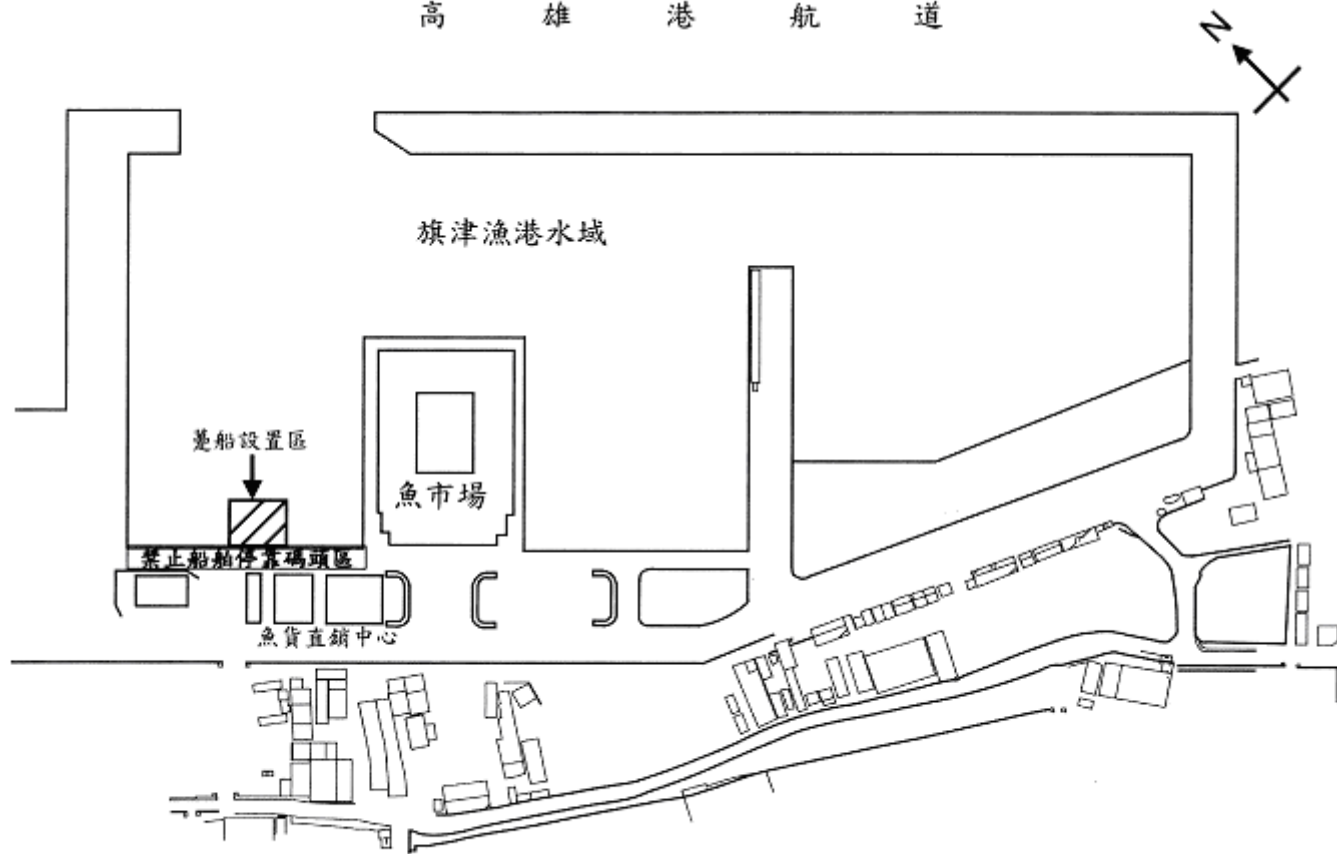 高雄港航道
N
旗津漁港水域
躉船設置區
魚市場
禁止船舶停靠碼頭區
魚貨直銷中心